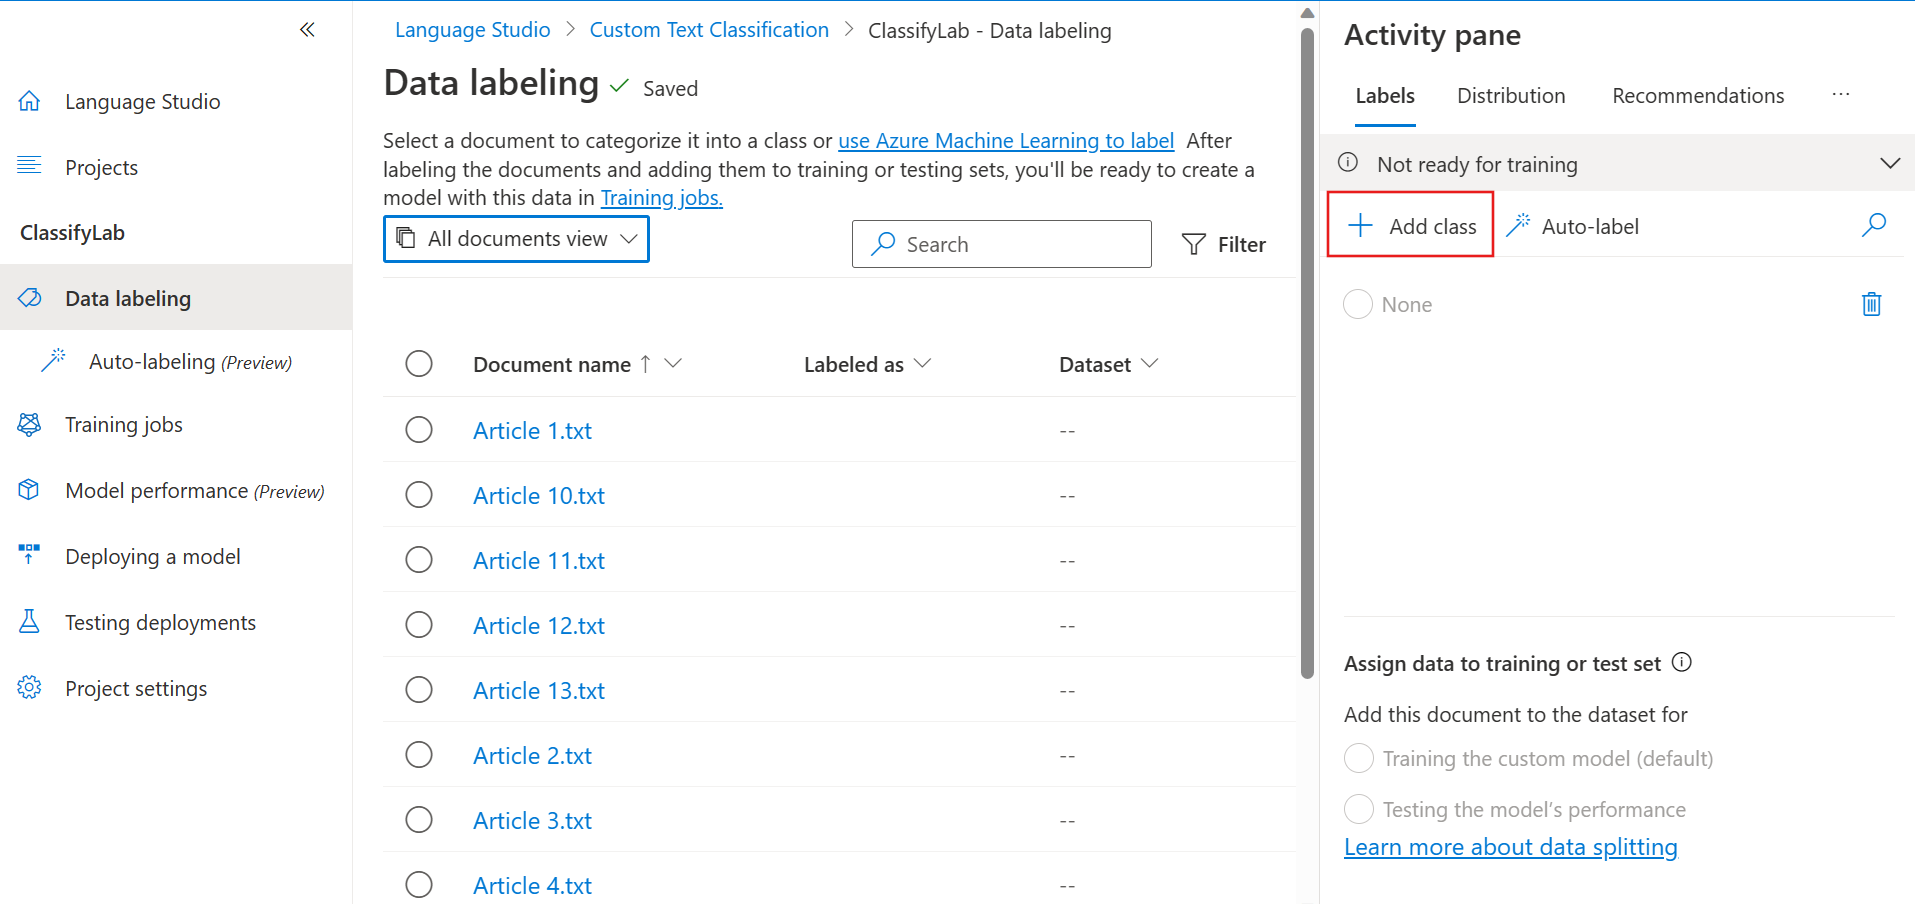 Language Studio
Projects
ClassifyLab
Data labeling
Auto-labeling (Preview)
Training jobs
Model performance (Preview)
Deploying a model
Testing deployments
Project settings
Language Studio > Custom Text Classification > ClassifyLab - Data labeling
Data labeling Saved
Select a document to categorize it into a class or use Azure Machine Learning to label After
labeling the documents and adding them to training or testing sets, you'll be ready to create a
model with this data in Training jobs.
All documents view Search Filter
Document name ↑ Labeled as Dataset
Article 1.txt --
Article 10.txt --
Article 11.txt --
Article 12.txt --
Article 13.txt --
Article 2.txt --
Article 3.txt --
Article 4.txt --
Activity pane
Labels Distribution Recommendations ...
Not ready for training
+ Add class Auto-label
None
Assign data to training or test set
Add this document to the dataset for
Training the custom model (default)
Testing the model’s performance
Learn more about data splitting